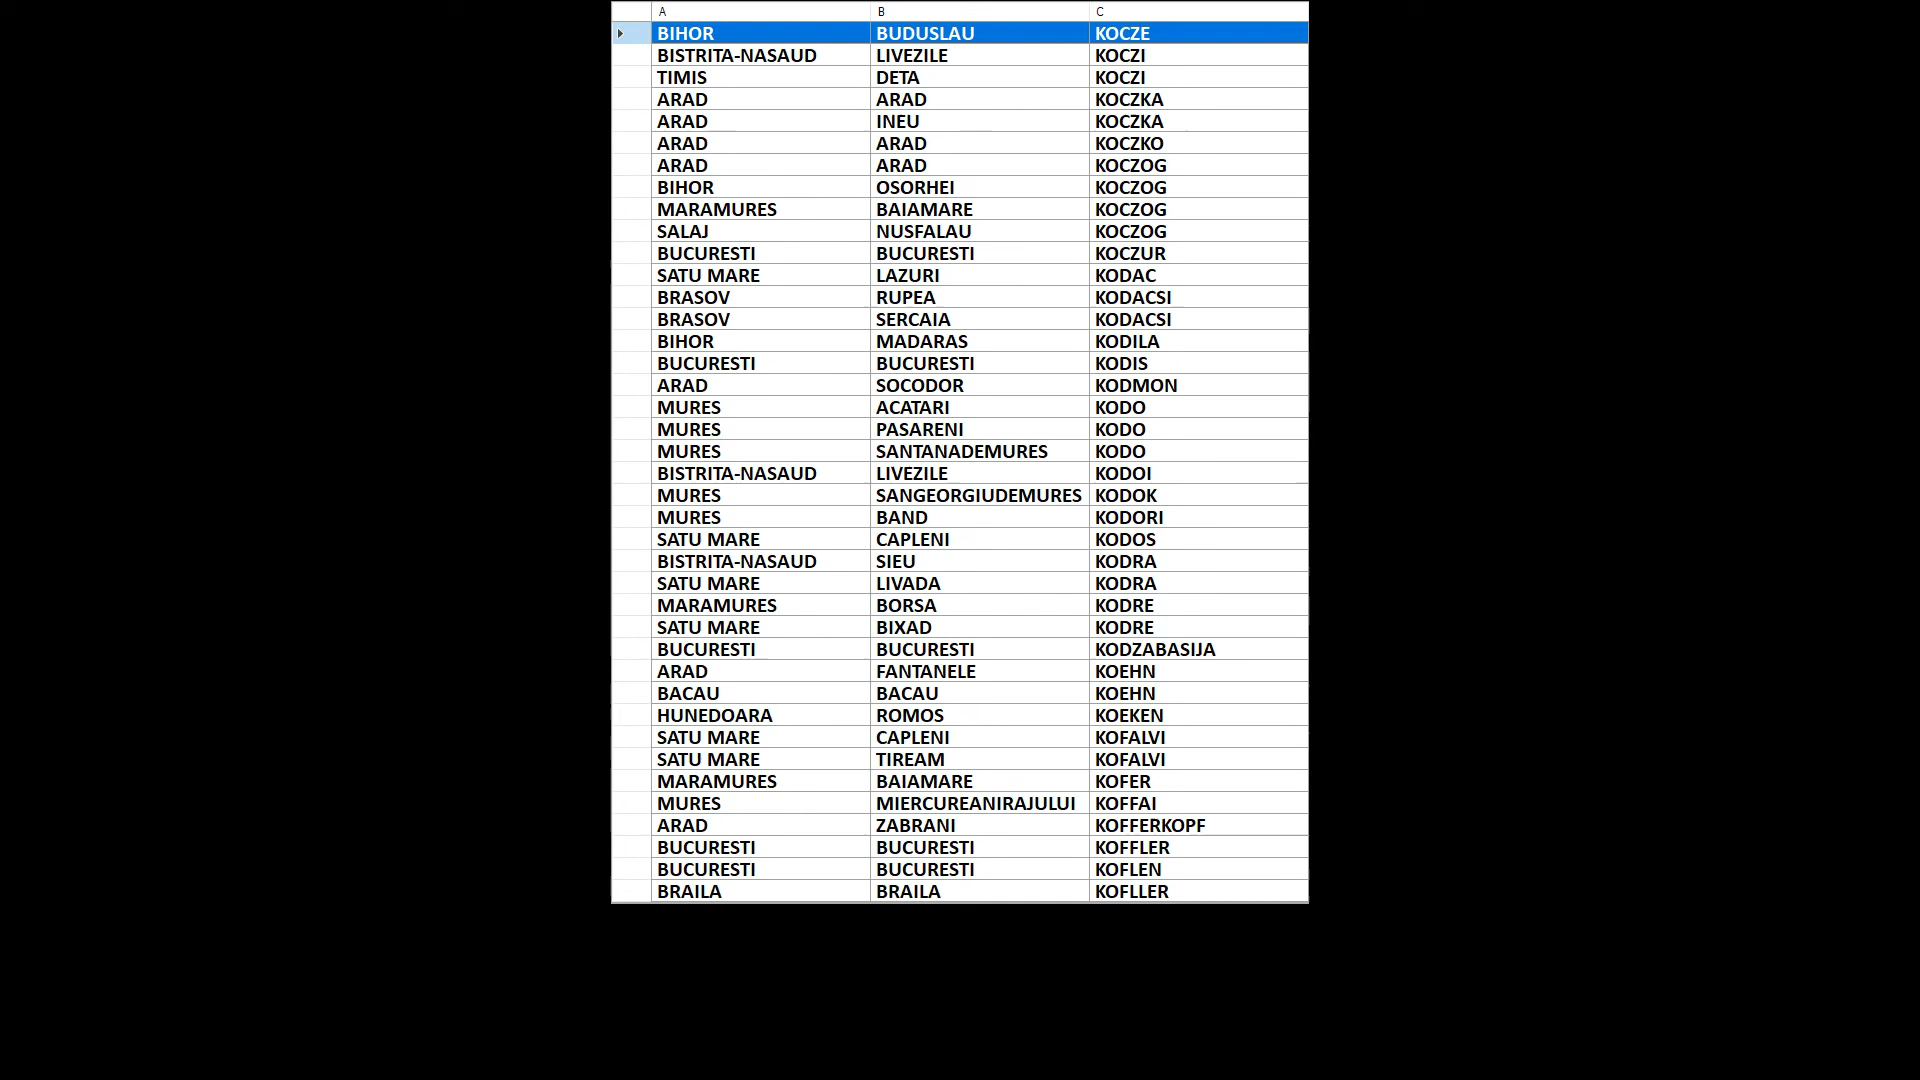 A B C
BIHOR BUDUSLAU KOCZE
BISTRITA-NASAUD LIVEZILE KOCZI
TIMIS DETA KOCZI
ARAD ARAD KOCZKA
ARAD INEU KOCZKA
ARAD ARAD KOCZKO
ARAD ARAD KOCZOG
BIHOR OSORHEI KOCZOG
MARAMURES BAIAMARE KOCZOG
SALAJ NUSFALAU KOCZOG
BUCURESTI BUCURESTI KOCZUR
SATU MARE LAZURI KODAC
BRASOV RUPEA KODACSI
BRASOV SERCAIA KODACSI
BIHOR MADARAS KODILA
BUCURESTI BUCURESTI KODIS
ARAD SOCODOR KODMON
MURES ACATARI KODO
MURES PASARENI KODO
MURES SANTANADEMURES KODO
BISTRITA-NASAUD LIVEZILE KODOI
MURES SANGEORGIUDEMURES KODOK
MURES BAND KODORI
SATU MARE CAPLENI KODOS
BISTRITA-NASAUD SIEU KODRA
SATU MARE LIVADA KODRA
MARAMURES BORSA KODRE
SATU MARE BIXAD KODRE
BUCURESTI BUCURESTI KODZABASIJA
ARAD FANTANELE KOEHN
BACAU BACAU KOEHN
HUNEDOARA ROMOS KOEKEN
SATU MARE CAPLENI KOFALVI
SATU MARE TIREAM KOFALVI
MARAMURES BAIAMARE KOFER
MURES MIERCUREANIRAJULUI KOFFAI
ARAD ZABRANI KOFFERKOPF
BUCURESTI BUCURESTI KOFFLER
BUCURESTI BUCURESTI KOFLEN
BRAILA BRAILA KOFLLER